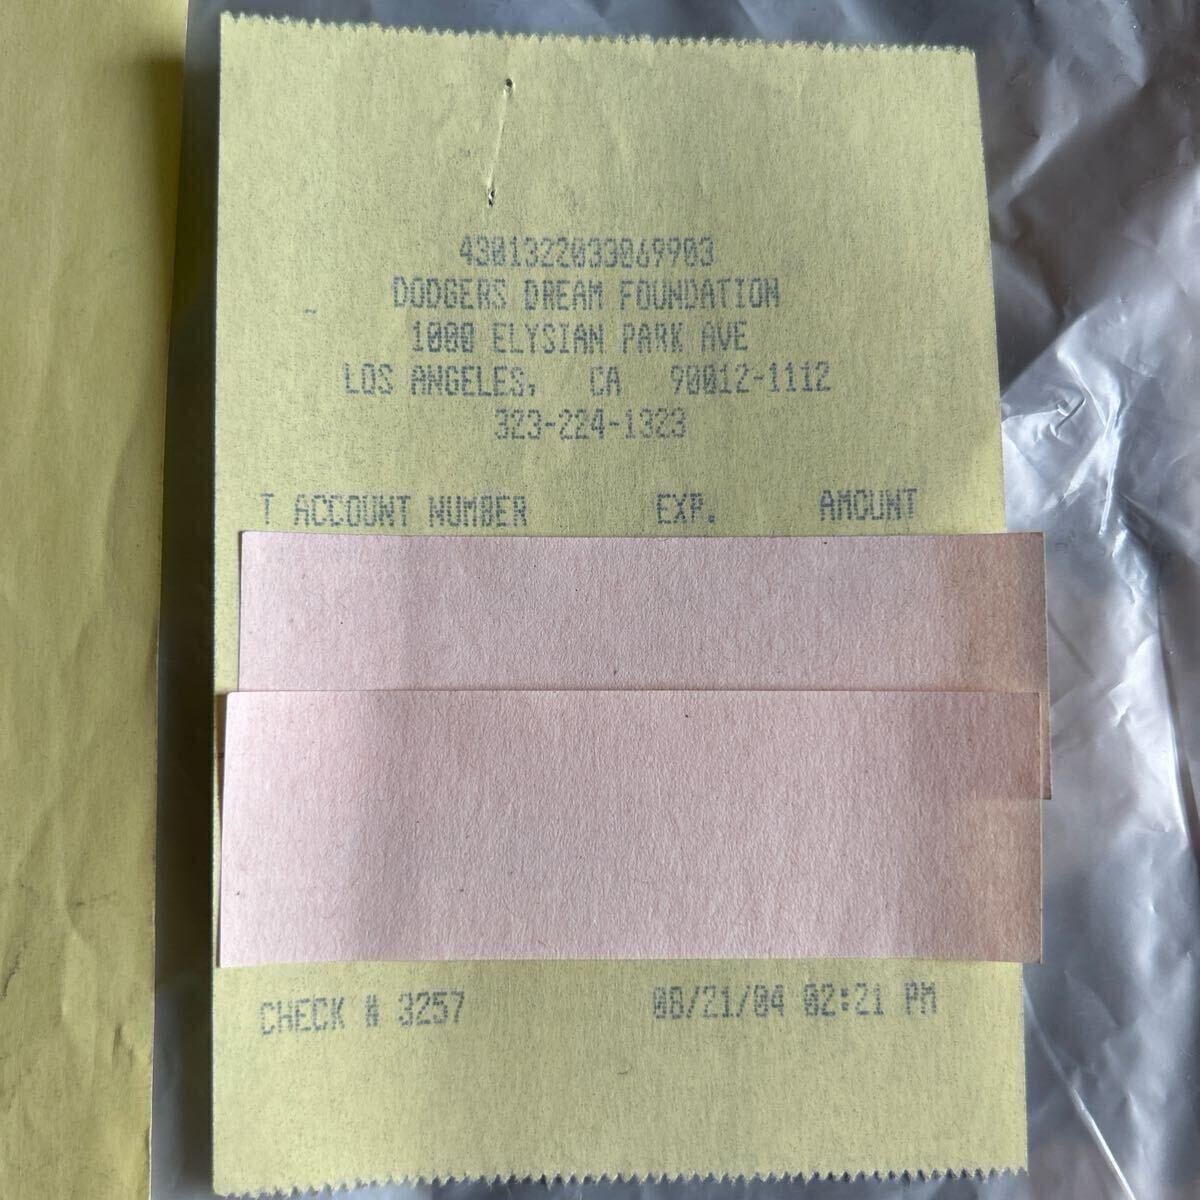 4301322033069903
DODGERS DREAM FOUNDATION
1000 ELYSIAN PARK AVE
LOS ANGELES, CA 90012-1112
323-224-1323
T ACCOUNT NUMBER EXP. AMOUNT
CHECK # 3257 08/21/04 02:21 PM